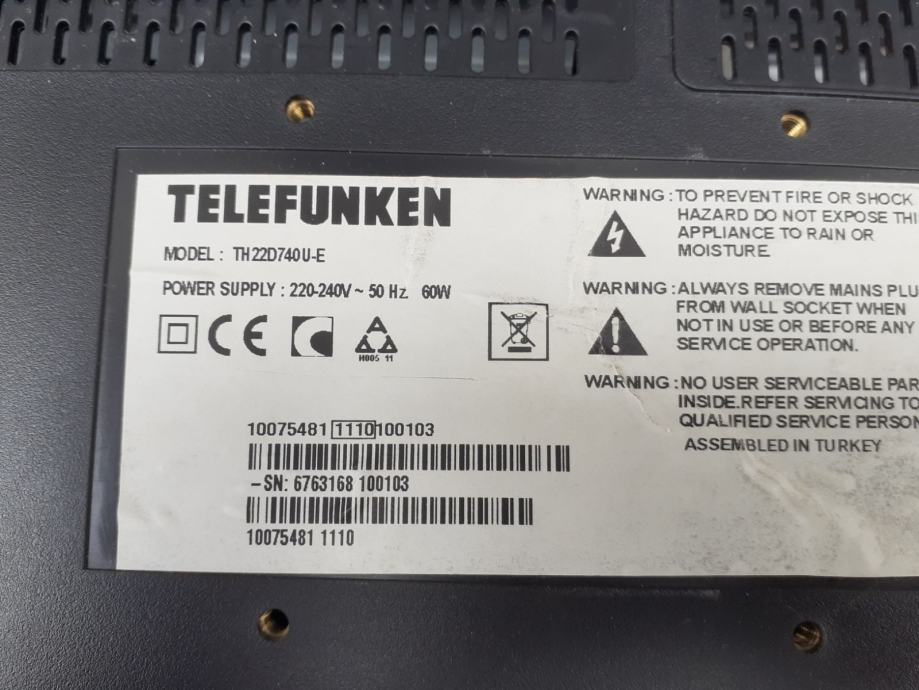 TELEFUNKEN
MODEL : TH22D740U-E
POWER SUPPLY : 220-240V ~ 50 Hz. 60W
CE
C
A
A A
M005 11
10075481 1110 100103
-SN: 6763168 100103
10075481 1110
WARNING : TO PREVENT FIRE OR SHOCK
HAZARD DO NOT EXPOSE THI
APPLIANCE TO RAIN OR
MOISTURE.
WARNING : ALWAYS REMOVE MAINS PLU
FROM WALL SOCKET WHEN
NOT IN USE OR BEFORE ANY
SERVICE OPERATION.
WARNING : NO USER SERVICEABLE PAR
INSIDE.REFER SERVICING TO
QUALIFIED SERVICE PERSON
ASSEMBLED IN TURKEY